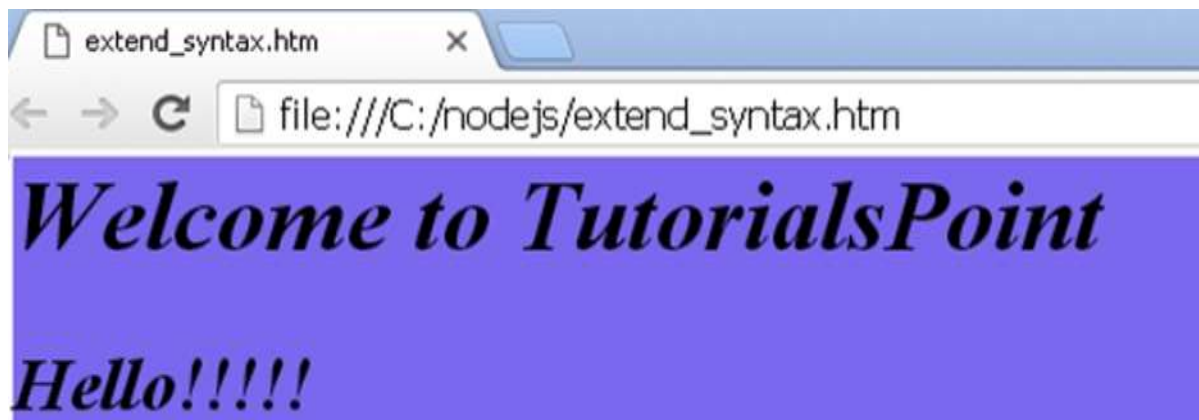 extend_syntax.htm
file:///C:/nodejs/extend_syntax.htm
Welcome to TutorialsPoint
Hello!!!!!